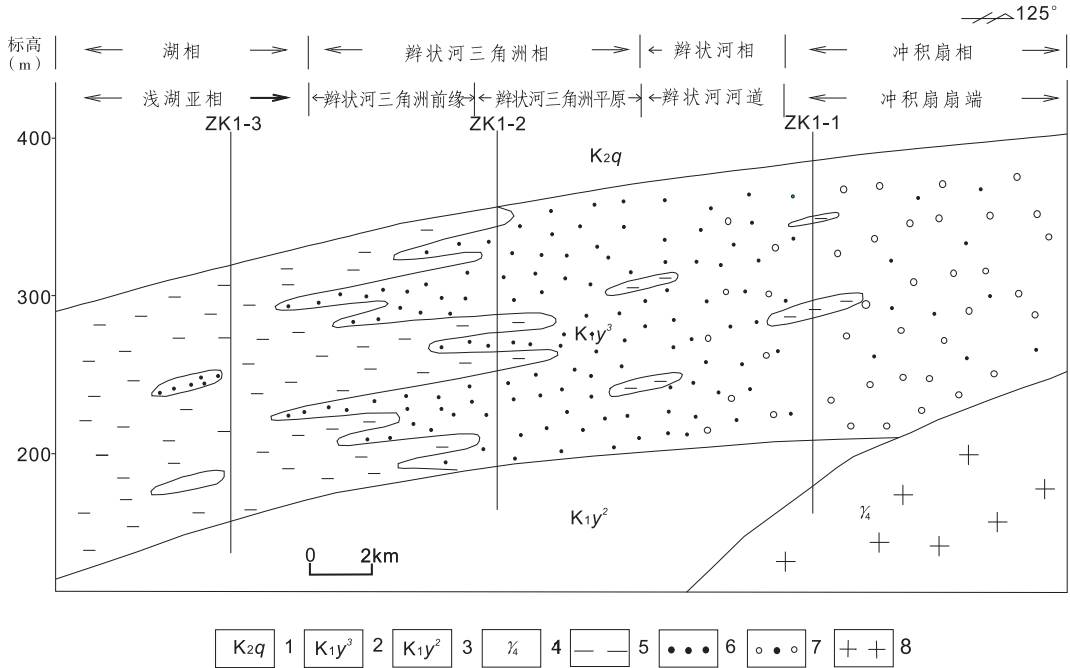 125°
标高
（m）
湖相 辫状河三角洲相 辫状河相 冲积扇相
浅湖亚相 辫状河三角洲前缘 辫状河三角洲平原 辫状河河道 冲积扇扇端
ZK1-3 ZK1-2 ZK1-1
400
K₂q
300
K₁y³
200
K₁y²
γ₄
0 2km
K₂q 1 K₁y³ 2 K₁y² 3 γ₄ 4 5 6 7 8